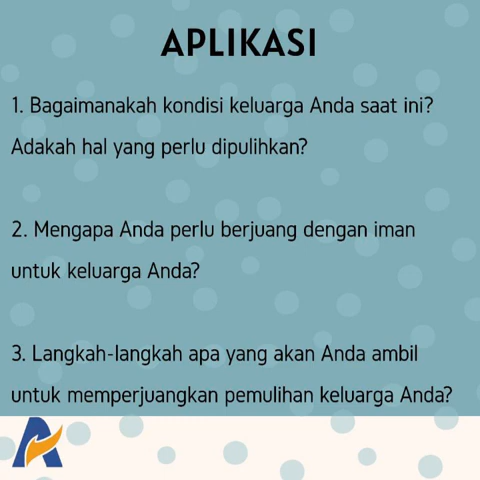 APLIKASI
1. Bagaimanakah kondisi keluarga Anda saat ini?
Adakah hal yang perlu dipulihkan?
2. Mengapa Anda perlu berjuang dengan iman
untuk keluarga Anda?
3. Langkah-langkah apa yang akan Anda ambil
untuk memperjuangkan pemulihan keluarga Anda?